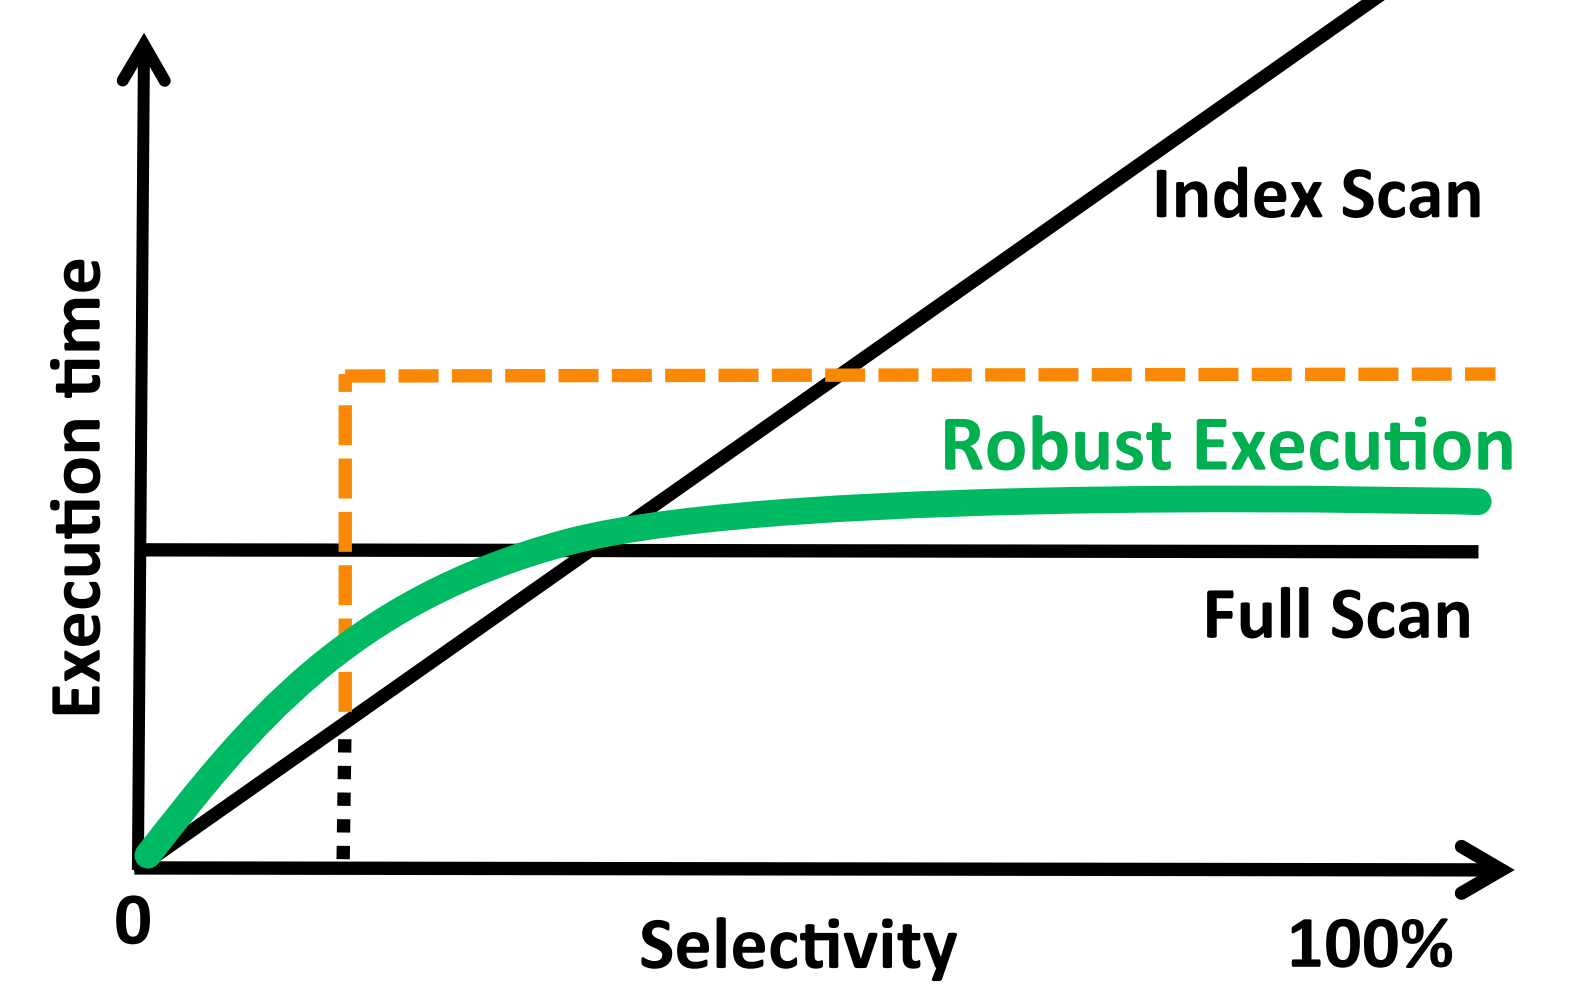 Execution time
Index Scan
Robust Execution
Full Scan
0
Selectivity
100%